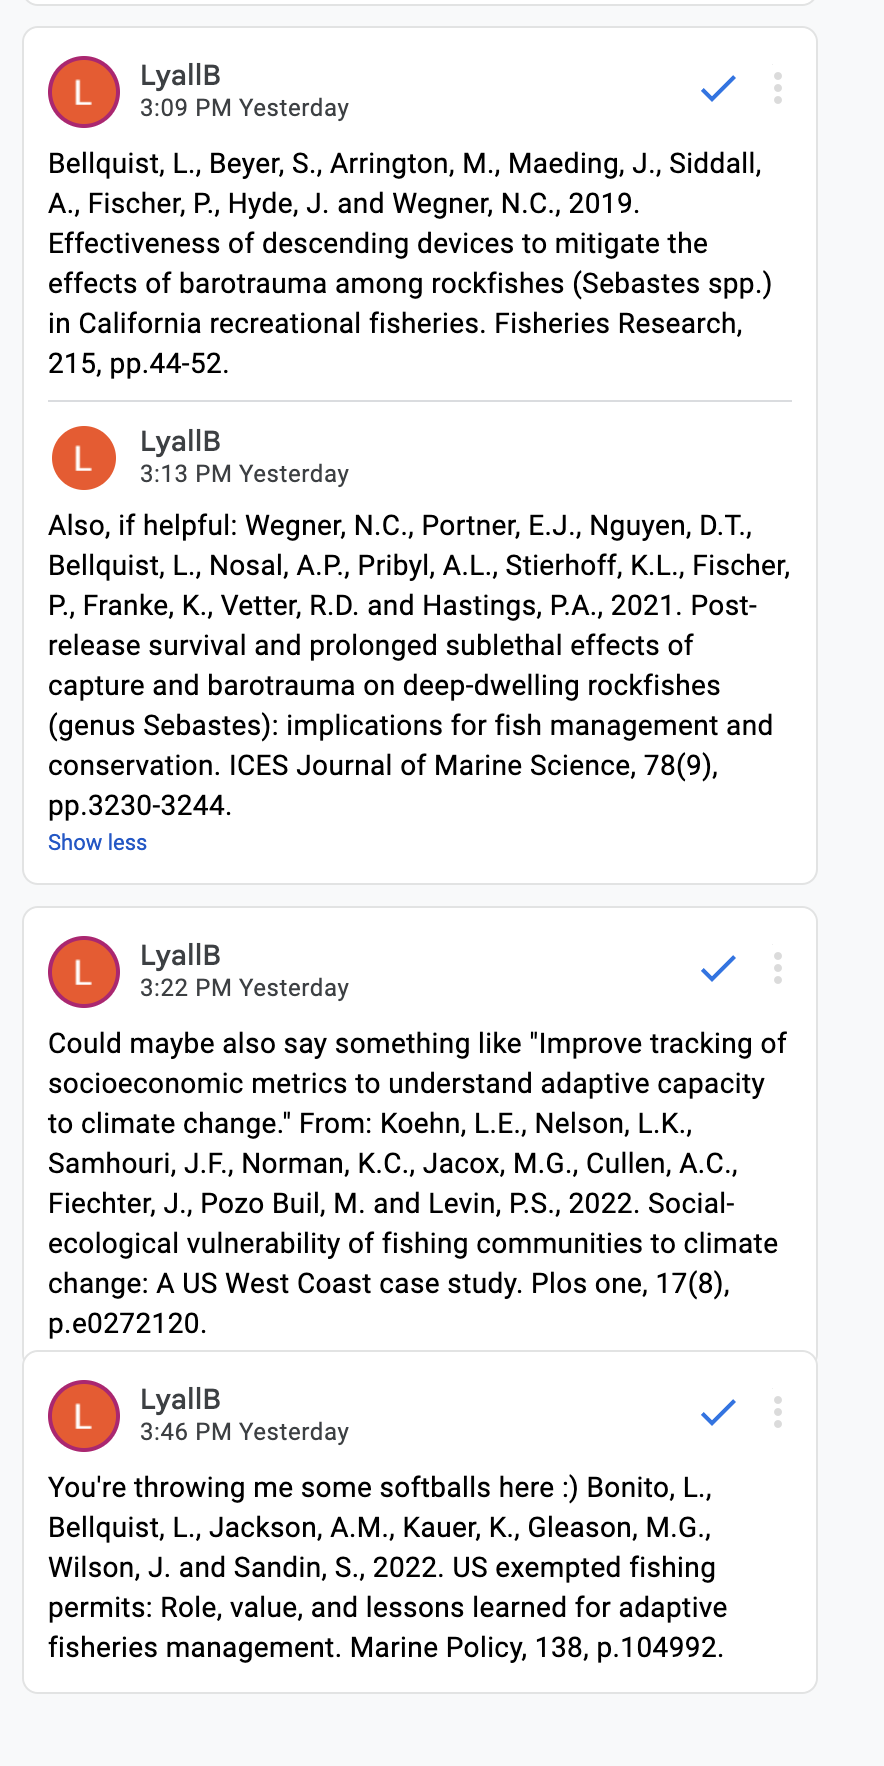 L
LyallB
3:09 PM Yesterday
Bellquist, L., Beyer, S., Arrington, M., Maeding, J., Siddall,
A., Fischer, P., Hyde, J. and Wegner, N.C., 2019.
Effectiveness of descending devices to mitigate the
effects of barotrauma among rockfishes (Sebastes spp.)
in California recreational fisheries. Fisheries Research,
215, pp.44-52.
L
LyallB
3:13 PM Yesterday
Also, if helpful: Wegner, N.C., Portner, E.J., Nguyen, D.T.,
Bellquist, L., Nosal, A.P., Pribyl, A.L., Stierhoff, K.L., Fischer,
P., Franke, K., Vetter, R.D. and Hastings, P.A., 2021. Post-
release survival and prolonged sublethal effects of
capture and barotrauma on deep-dwelling rockfishes
(genus Sebastes): implications for fish management and
conservation. ICES Journal of Marine Science, 78(9),
pp.3230-3244.
Show less
L
LyallB
3:22 PM Yesterday
Could maybe also say something like "Improve tracking of
socioeconomic metrics to understand adaptive capacity
to climate change." From: Koehn, L.E., Nelson, L.K.,
Samhouri, J.F., Norman, K.C., Jacox, M.G., Cullen, A.C.,
Fiechter, J., Pozo Buil, M. and Levin, P.S., 2022. Social-
ecological vulnerability of fishing communities to climate
change: A US West Coast case study. Plos one, 17(8),
p.e0272120.
L
LyallB
3:46 PM Yesterday
You're throwing me some softballs here :) Bonito, L.,
Bellquist, L., Jackson, A.M., Kauer, K., Gleason, M.G.,
Wilson, J. and Sandin, S., 2022. US exempted fishing
permits: Role, value, and lessons learned for adaptive
fisheries management. Marine Policy, 138, p.104992.